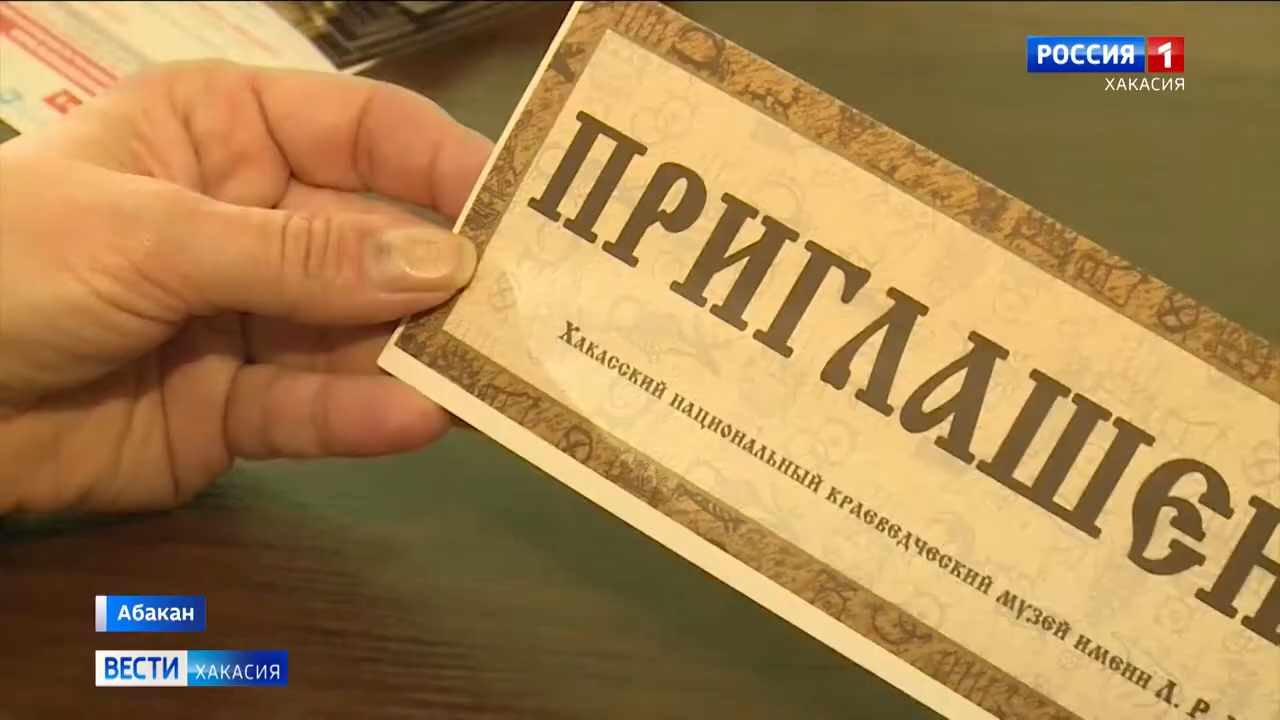 РОССИЯ 1
ХАКАСИЯ
ПРИГЛАШЕН
Хакасский национальный краеведческий музей имени Л. Р.
Абакан
ВЕСТИ ХАКАСИЯ